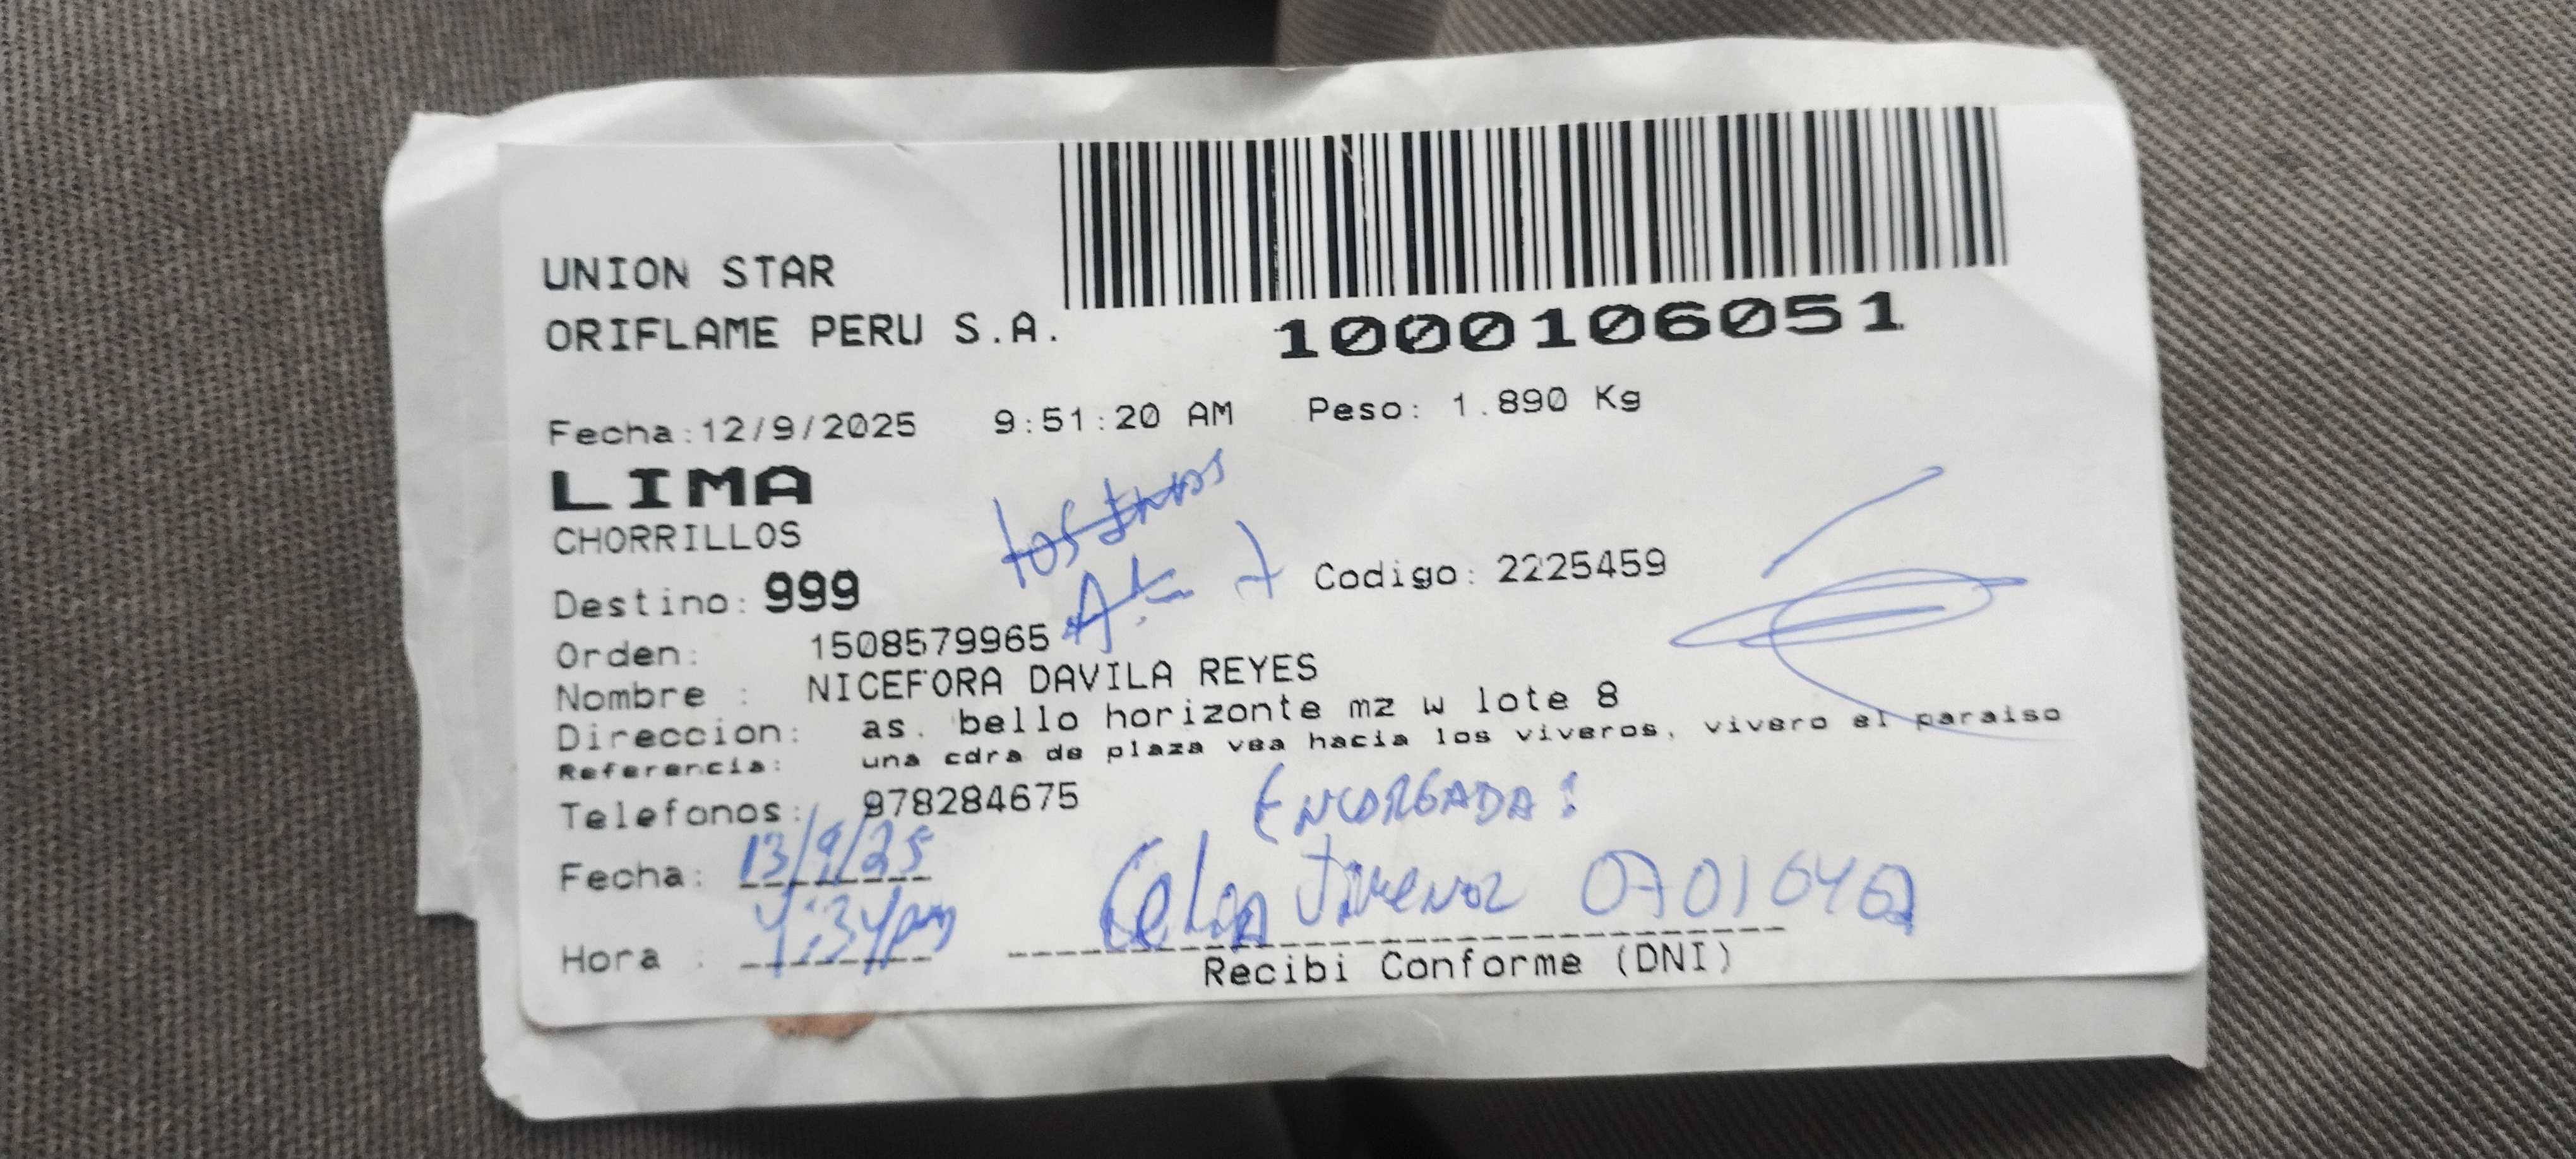 UNION STAR
ORIFLAME PERU S.A.
1000106051
Fecha:12/9/2025 9:51:20 AM Peso: 1.890 Kg
LIMA
CHORRILLOS
Destino: 999 Codigo: 2225459
Orden: 1508579965
Nombre : NICEFORA DAVILA REYES
Direccion: as. bello horizonte mz w lote 8
Referencia: una cdra de plaza vea hacia los viveros, vivero el paraiso
Telefonos: 978284675
ENCARGADA:
Fecha: 13/9/25
Jimenez
Hora : 4:34pm
Recibi Conforme (DNI)